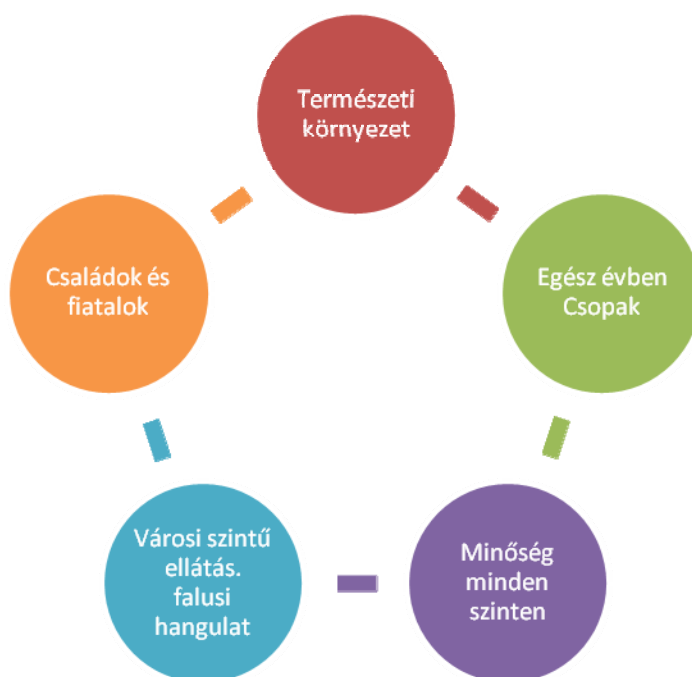 Természeti
környezet
Egész évben
Csopak
Minőség
minden
szinten
Városi szintű
ellátás.
falusi
hangulat
Családok és
fiatalok